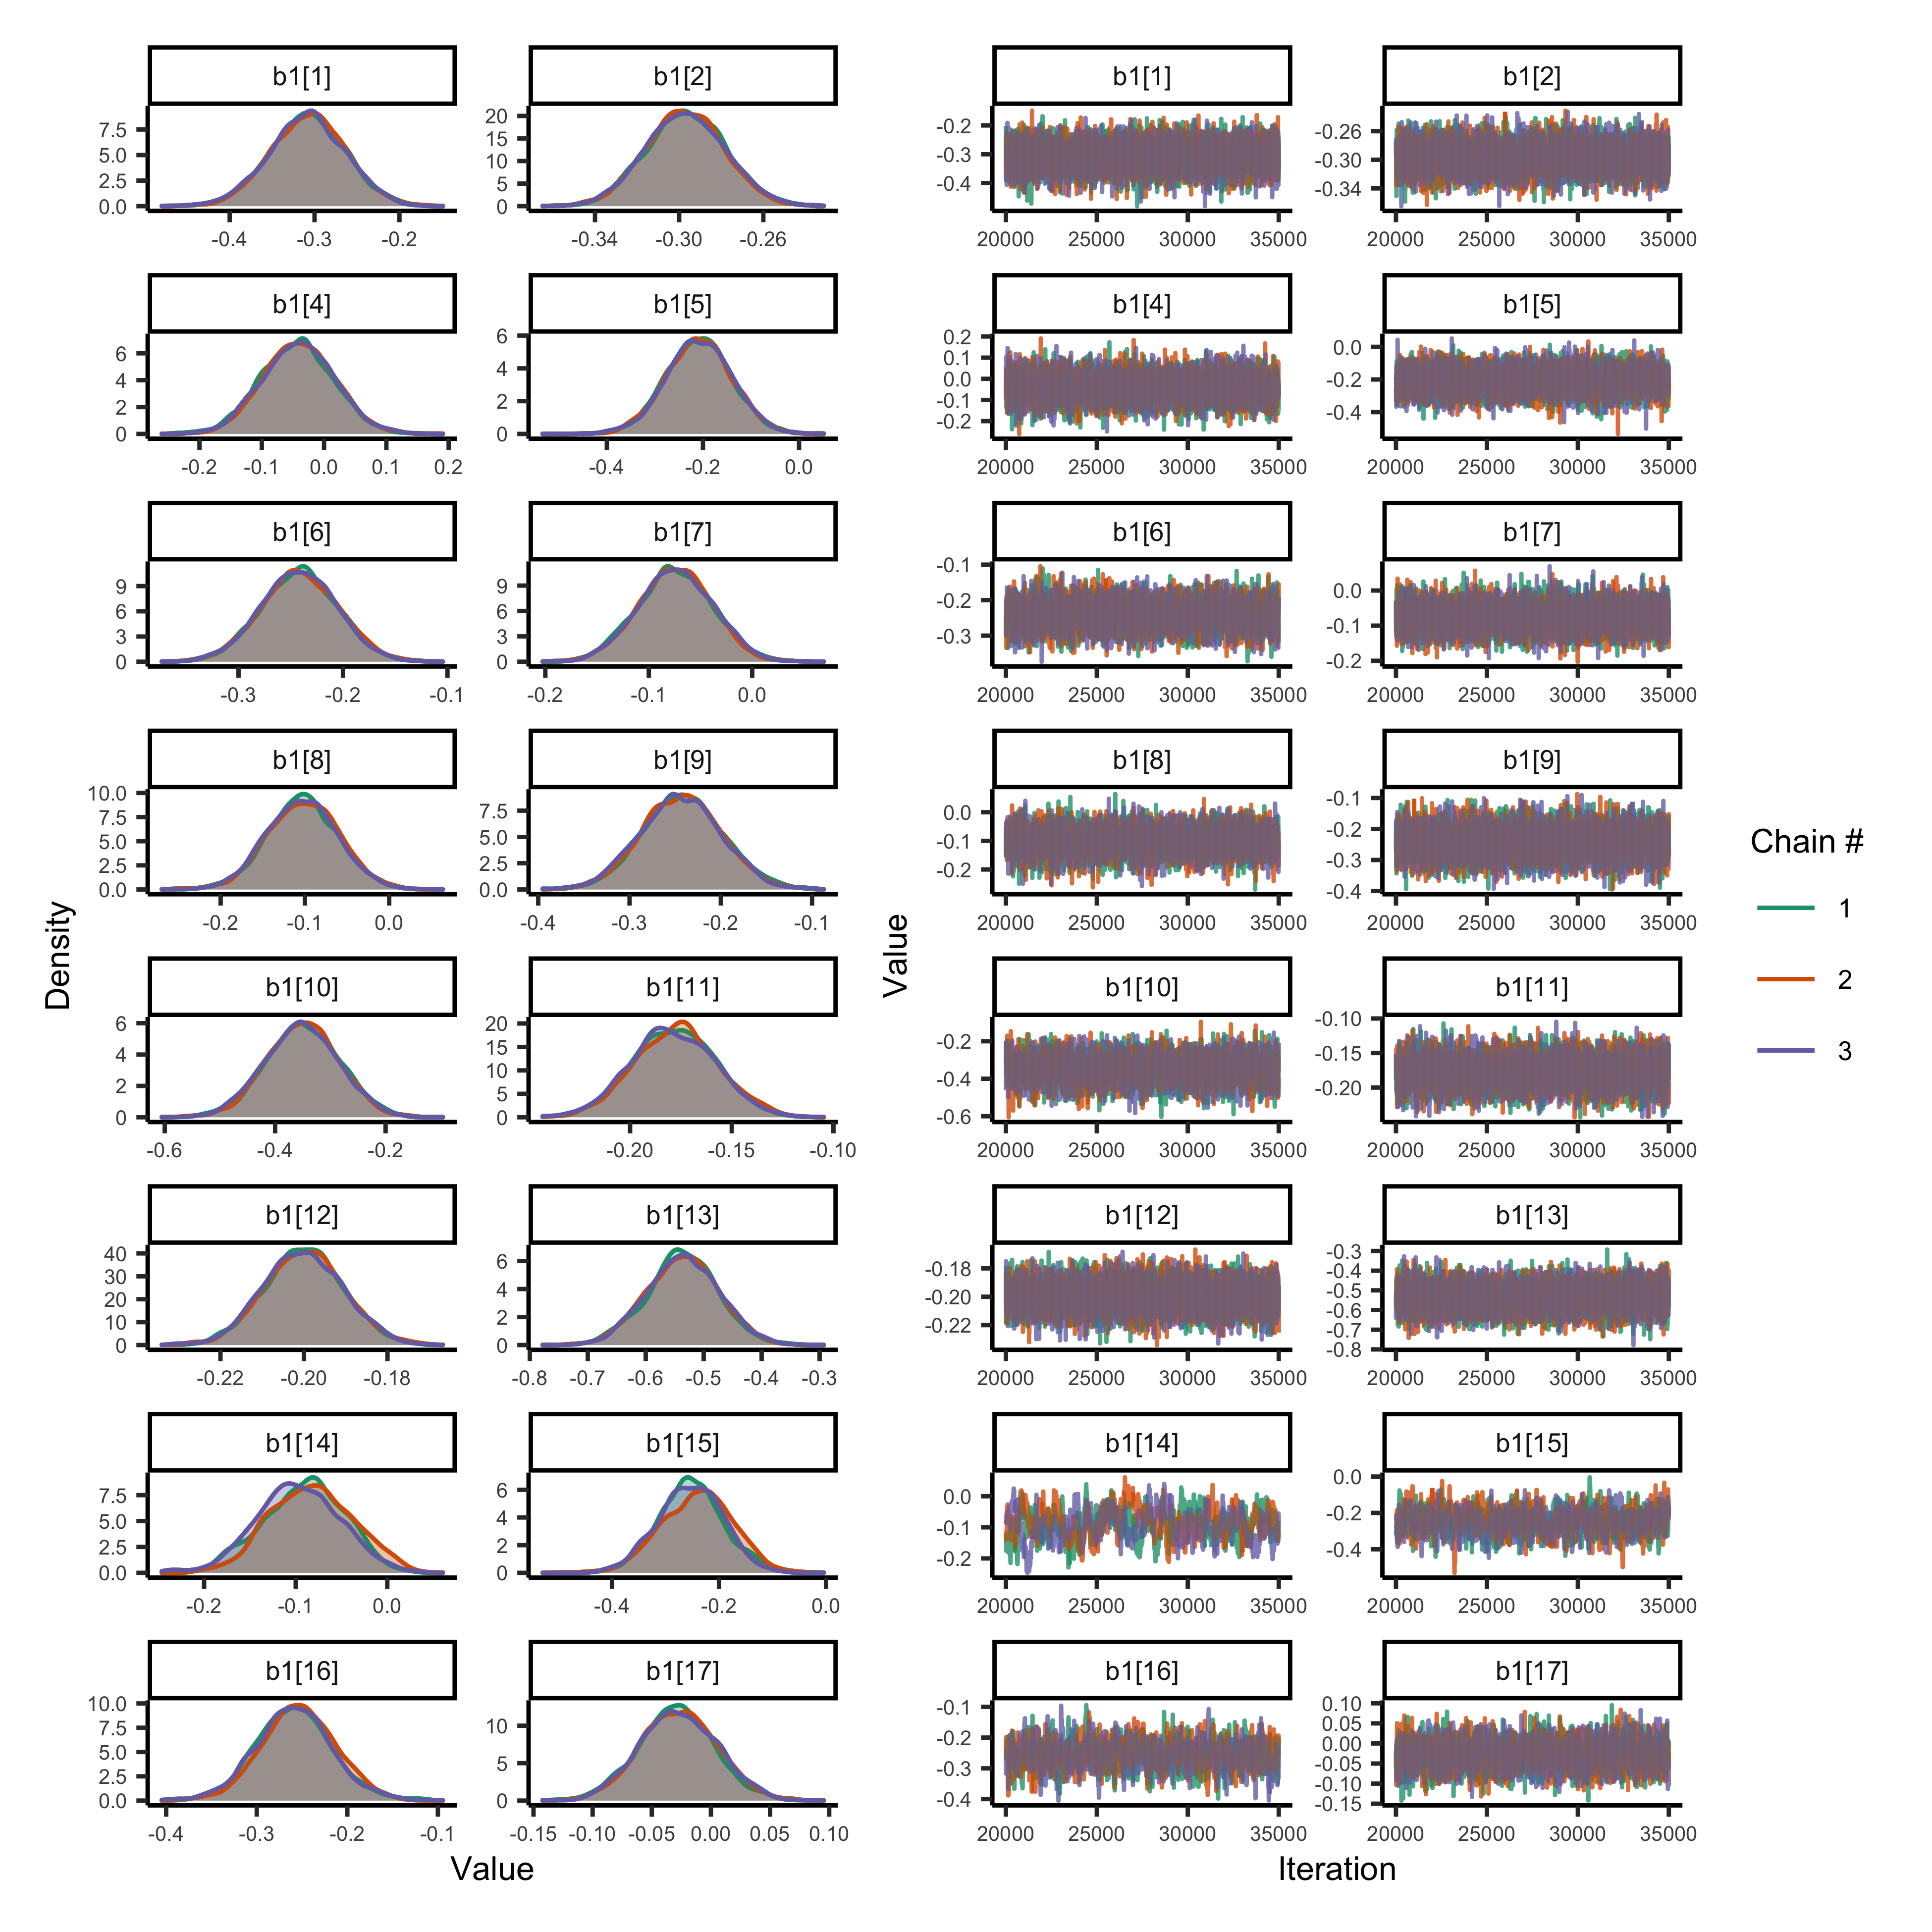 b1[1] b1[2] b1[1] b1[2]
7.5 5.0 2.5 0.0 20 15 10 5 0 -0.2 -0.3 -0.4 -0.26 -0.30 -0.34
-0.4 -0.3 -0.2 -0.34 -0.30 -0.26 20000 25000 30000 35000 20000 25000 30000 35000
b1[4] b1[5] b1[4] b1[5]
6 4 2 0 6 4 2 0 0.2 0.1 0.0 -0.1 -0.2 0.0 -0.2 -0.4
-0.2 -0.1 0.0 0.1 0.2 -0.4 -0.2 0.0 20000 25000 30000 35000 20000 25000 30000 35000
b1[6] b1[7] b1[6] b1[7]
9 6 3 0 9 6 3 0 -0.1 -0.2 -0.3 0.0 -0.1 -0.2
-0.3 -0.2 -0.1 -0.2 -0.1 0.0 20000 25000 30000 35000 20000 25000 30000 35000
b1[8] b1[9] b1[8] b1[9]
10.0 7.5 5.0 2.5 0.0 7.5 5.0 2.5 0.0 0.0 -0.1 -0.2 -0.1 -0.2 -0.3 -0.4
-0.2 -0.1 0.0 -0.4 -0.3 -0.2 -0.1 20000 25000 30000 35000 20000 25000 30000 35000
b1[10] b1[11] b1[10] b1[11]
6 4 2 0 20 15 10 5 0 -0.2 -0.4 -0.6 -0.10 -0.15 -0.20
-0.6 -0.4 -0.2 -0.20 -0.15 -0.10 20000 25000 30000 35000 20000 25000 30000 35000
b1[12] b1[13] b1[12] b1[13]
40 30 20 10 0 6 4 2 0 -0.18 -0.20 -0.22 -0.3 -0.4 -0.5 -0.6 -0.7 -0.8
-0.22 -0.20 -0.18 -0.8 -0.7 -0.6 -0.5 -0.4 -0.3 20000 25000 30000 35000 20000 25000 30000 35000
b1[14] b1[15] b1[14] b1[15]
7.5 5.0 2.5 0.0 6 4 2 0 0.0 -0.1 -0.2 0.0 -0.2 -0.4
-0.2 -0.1 0.0 -0.4 -0.2 0.0 20000 25000 30000 35000 20000 25000 30000 35000
b1[16] b1[17] b1[16] b1[17]
10.0 7.5 5.0 2.5 0.0 10 5 0 -0.1 -0.2 -0.3 -0.4 0.10 0.05 0.00 -0.05 -0.10 -0.15
-0.4 -0.3 -0.2 -0.1 -0.15 -0.10 -0.05 0.00 0.05 0.10 20000 25000 30000 35000 20000 25000 30000 35000
Density
Value
Value
Iteration
Chain #
1
2
3